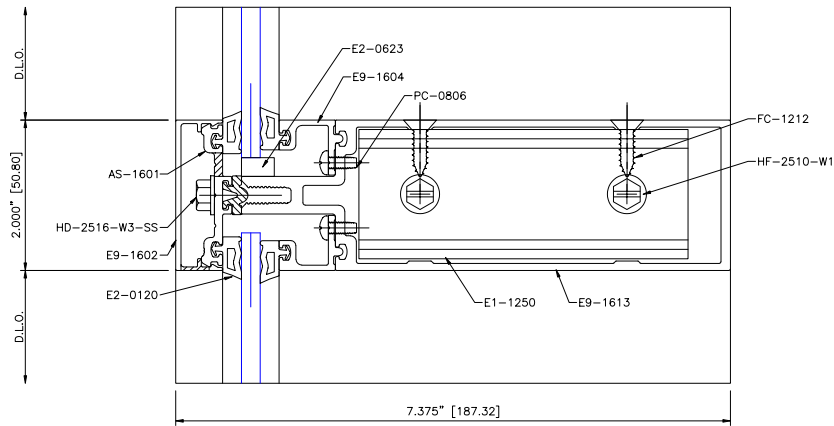 D.L.O.
2.000" [50.80]
D.L.O.
E2-0623
E9-1604
PC-0806
FC-1212
HF-2510-W1
AS-1601
HD-2516-W3-SS
E9-1602
E2-0120
E1-1250
E9-1613
7.375" [187.32]